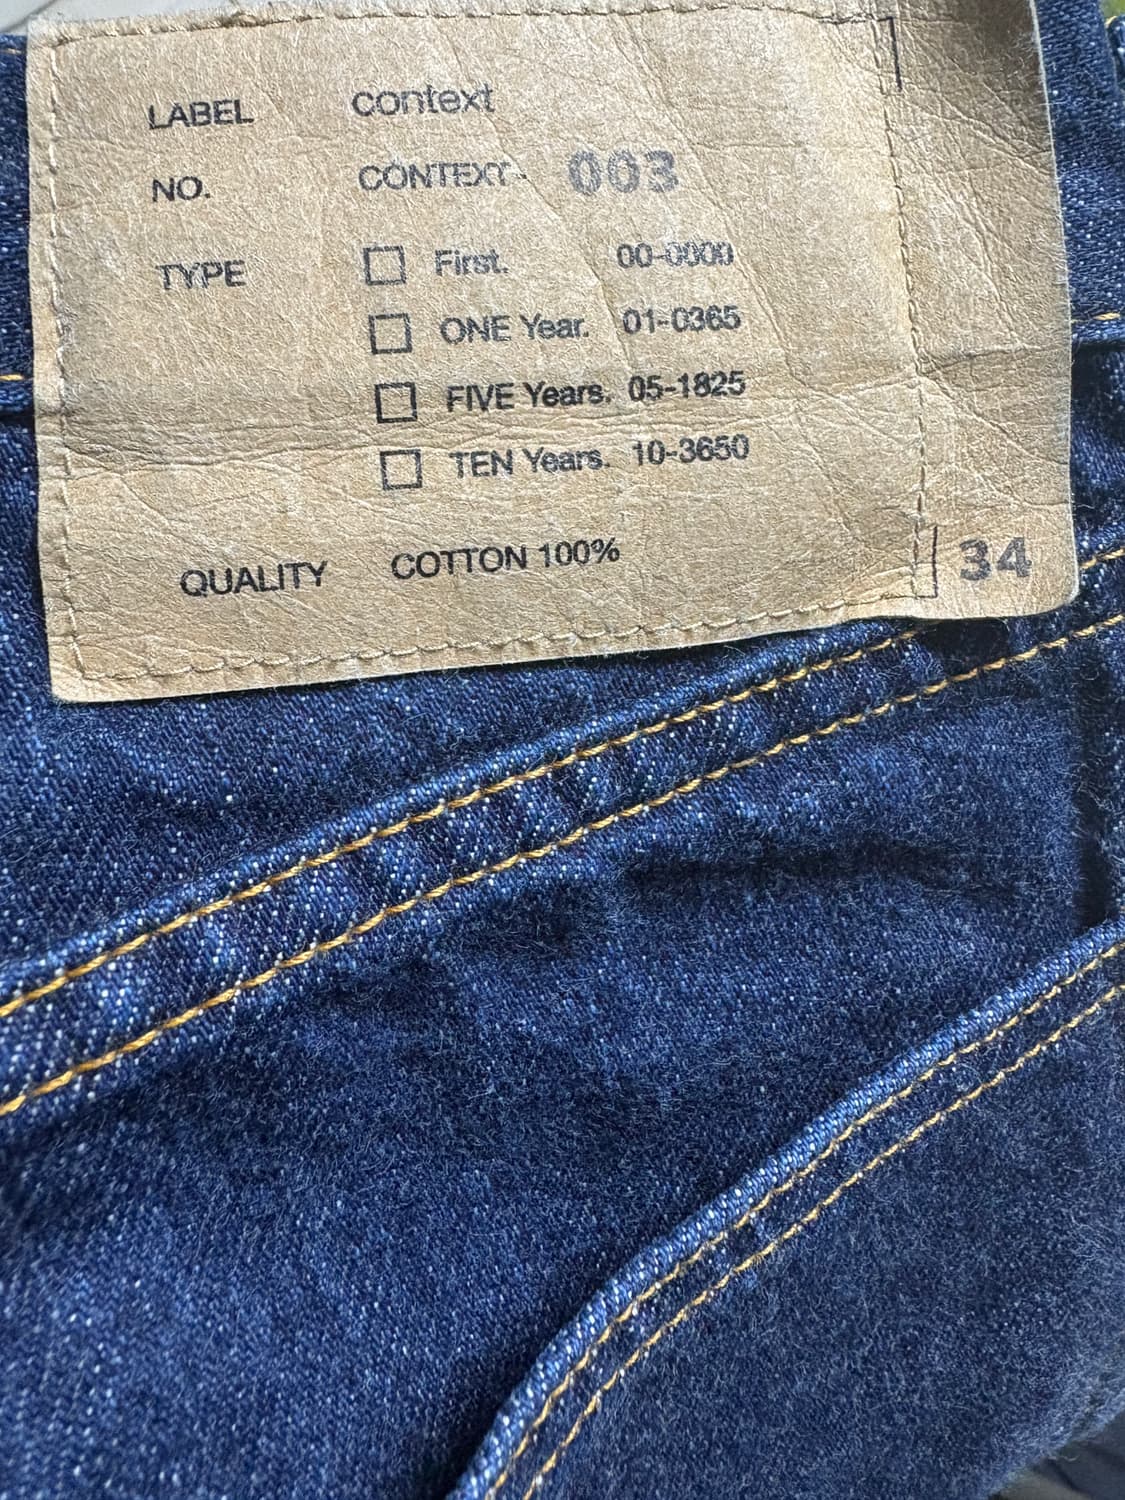 LABEL context
NO. CONTEXT- 003
TYPE □ First. 00-0000
□ ONE Year. 01-0365
□ FIVE Years. 05-1825
□ TEN Years. 10-3650
QUALITY COTTON 100%
34